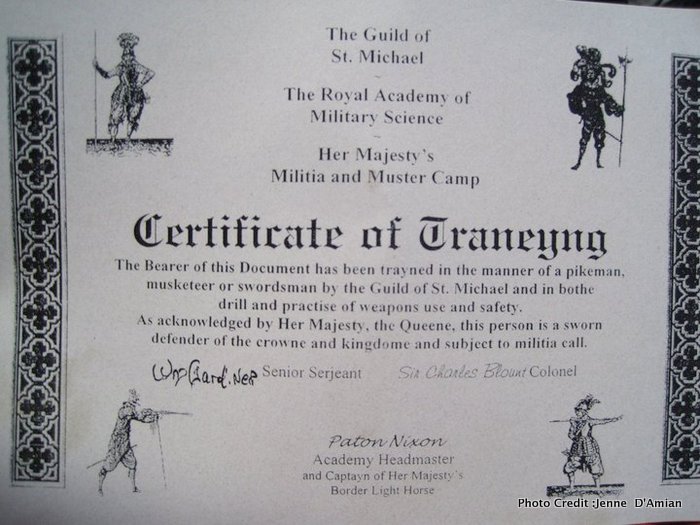 The Guild of
St. Michael
~
The Royal Academy of
Military Science
~
Her Majesty's
Militia and Muster Camp
Certificate of Traneyng
The Bearer of this Document has been trayned in the manner of a pikeman,
musketeer or swordsman by the Guild of St. Michael and in bothe
drill and practise of weapons use and safety.
As acknowledged by Her Majesty, the Queene, this person is a sworn
defender of the crowne and kingdome and subject to militia call.
Senior Serjeant Sir Charles Blount Colonel
Paton Nixon
Academy Headmaster
and Captayn of Her Majesty's
Border Light Horse
Photo Credit :Jenne D'Amian